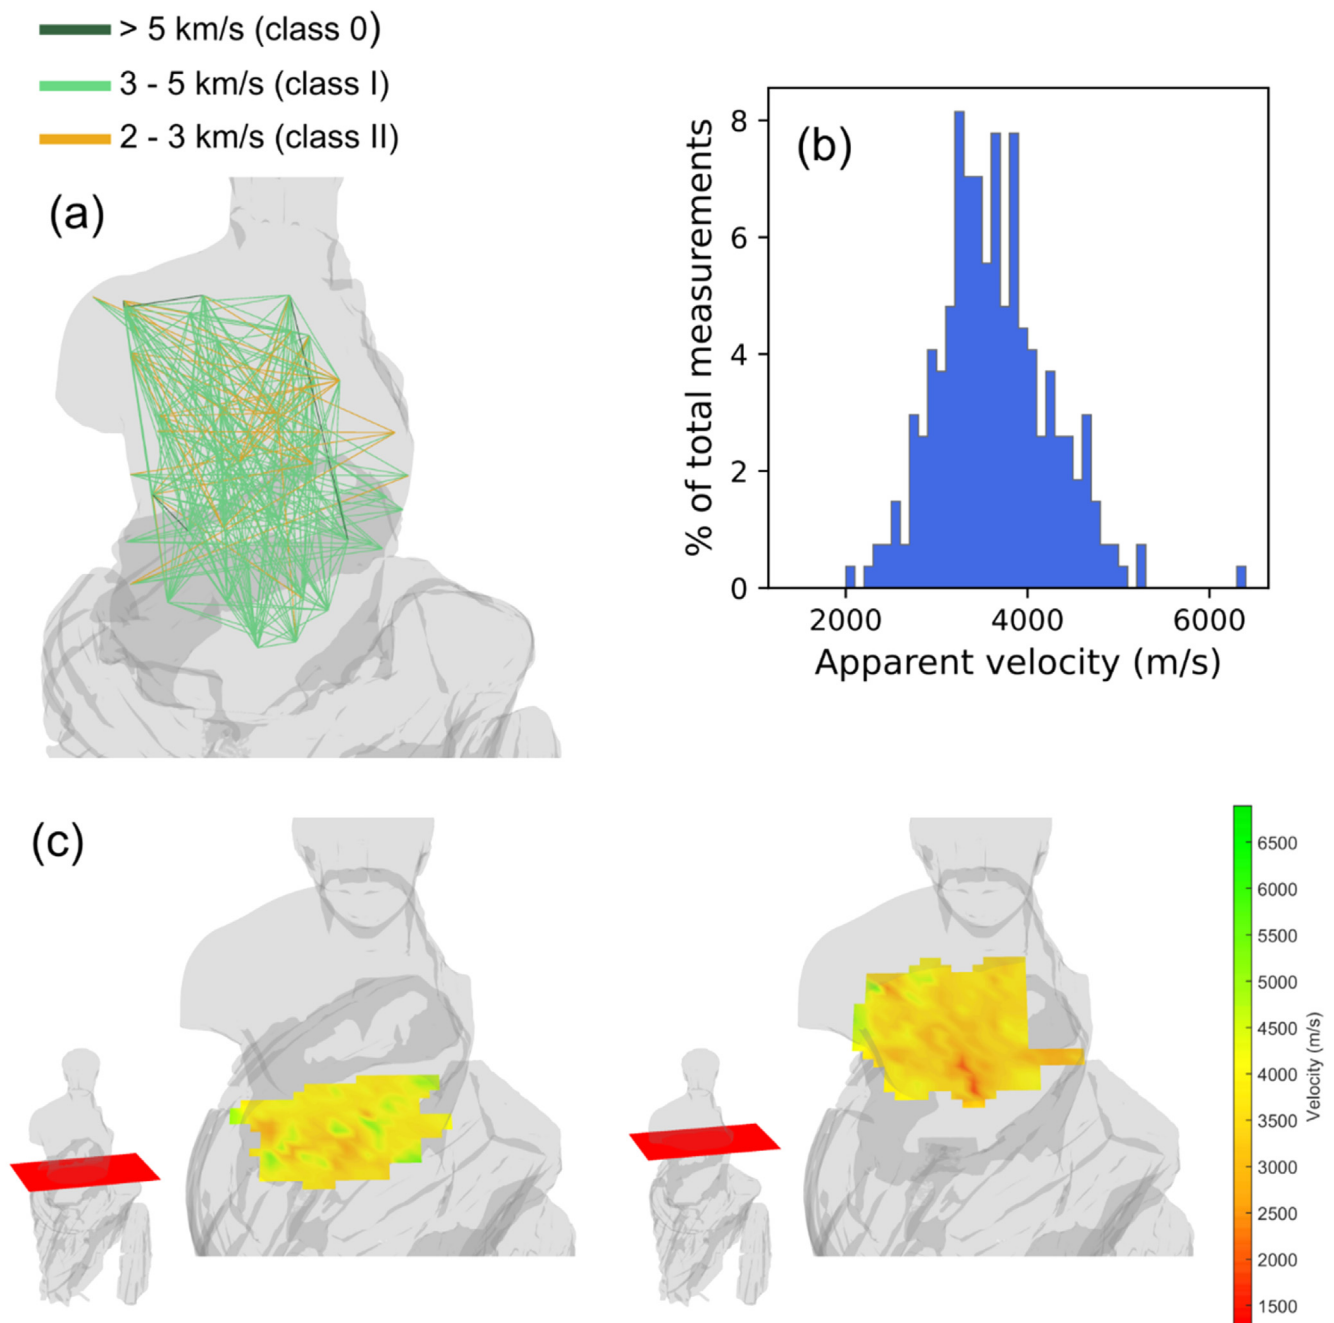 > 5 km/s (class 0)
3 - 5 km/s (class I)
2 - 3 km/s (class II)
(a)
(b)
8
6
4
2
0
% of total measurements
2000 4000 6000
Apparent velocity (m/s)
(c)
6500
6000
5500
5000
4500
4000
3500
3000
2500
2000
1500
Velocity (m/s)